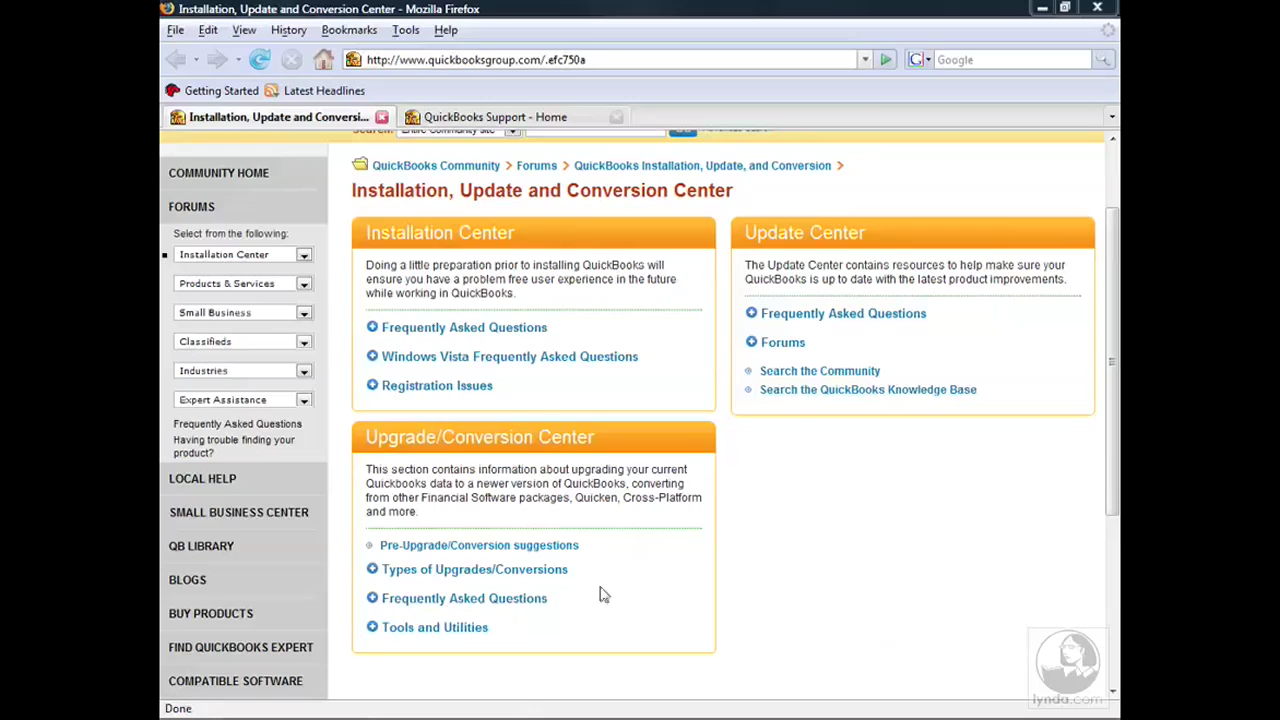 Installation, Update and Conversion Center - Mozilla Firefox
File Edit View History Bookmarks Tools Help
http://www.quickbooksgroup.com/.efc750a
Google
Getting Started Latest Headlines
Installation, Update and Conversi...
QuickBooks Support - Home
Search: Entire Community site
COMMUNITY HOME
FORUMS
Select from the following:
Installation Center
Products & Services
Small Business
Classifieds
Industries
Expert Assistance
Frequently Asked Questions
Having trouble finding your
product?
LOCAL HELP
SMALL BUSINESS CENTER
QB LIBRARY
BLOGS
BUY PRODUCTS
FIND QUICKBOOKS EXPERT
COMPATIBLE SOFTWARE
QuickBooks Community > Forums > QuickBooks Installation, Update, and Conversion >
Installation, Update and Conversion Center
Installation Center
Doing a little preparation prior to installing QuickBooks will
ensure you have a problem free user experience in the future
while working in QuickBooks.
Frequently Asked Questions
Windows Vista Frequently Asked Questions
Registration Issues
Update Center
The Update Center contains resources to help make sure your
QuickBooks is up to date with the latest product improvements.
Frequently Asked Questions
Forums
Search the Community
Search the QuickBooks Knowledge Base
Upgrade/Conversion Center
This section contains information about upgrading your current
Quickbooks data to a newer version of QuickBooks, converting
from other Financial Software packages, Quicken, Cross-Platform
and more.
Pre-Upgrade/Conversion suggestions
Types of Upgrades/Conversions
Frequently Asked Questions
Tools and Utilities
Done
lynda.com